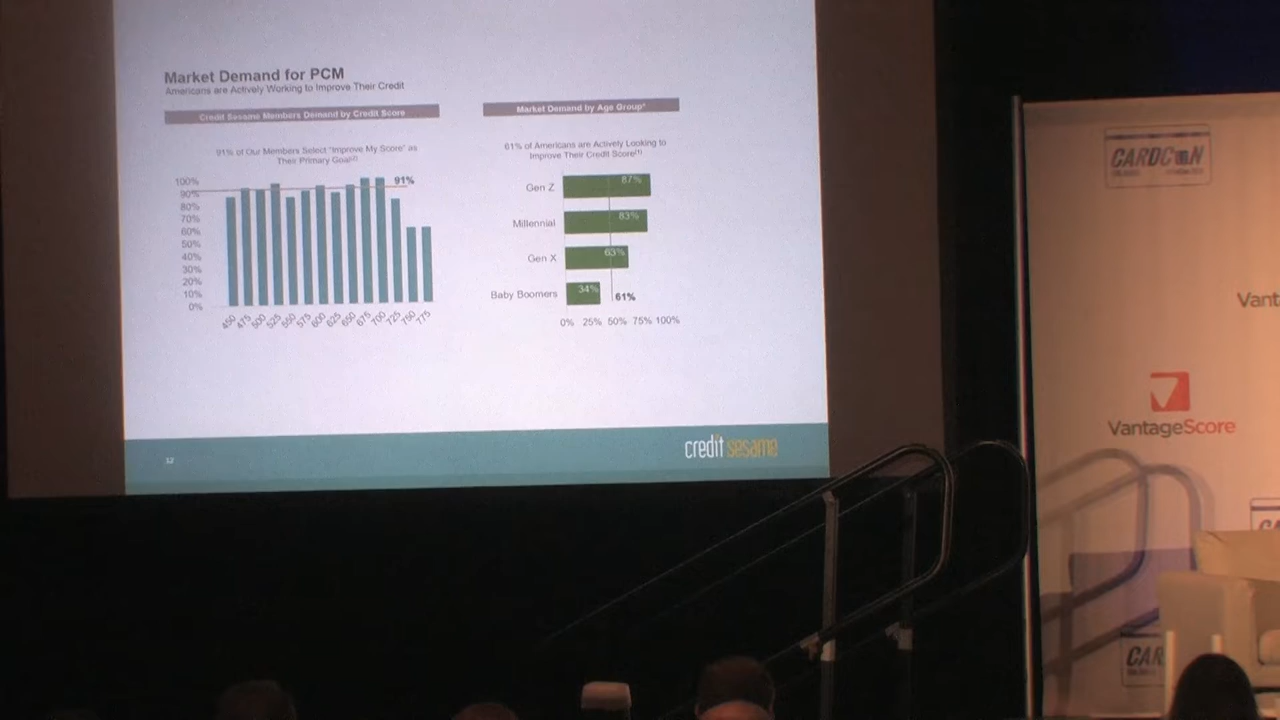 Market Demand for PCM
Americans are Actively Working to Improve Their Credit
Credit Sesame Members Demand by Credit Score
91% of Our Members Select "Improve My Score" as
Their Primary Goal(2)
100%
90%
80%
70%
60%
50%
40%
30%
20%
10%
0%
91%
450 475 500 525 550 575 600 625 650 675 700 725 750 775
Market Demand by Age Group*
61% of Americans are Actively Looking to
Improve Their Credit Score(1)
Gen Z 87%
Millennial 83%
Gen X 63%
Baby Boomers 34%
61%
0% 25% 50% 75% 100%
12
credit sesame
CARDCON
Vant
VantageScore
CAR